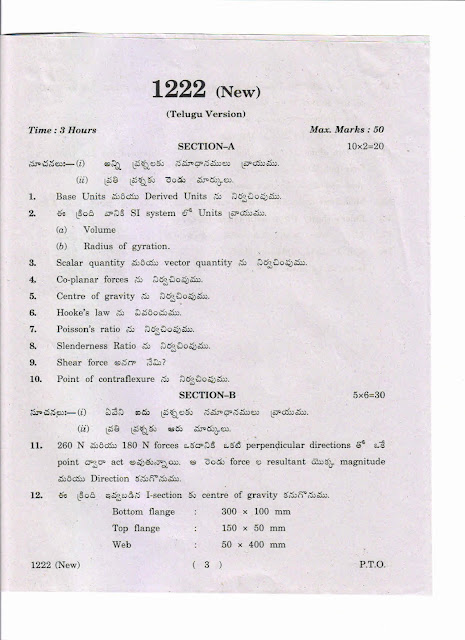 1222 (New)
(Telugu Version)
Time : 3 Hours Max. Marks : 50
SECTION–A 10×2=20
సూచనలు:—(i) అన్ని ప్రశ్నలకు సమాధానములు వ్రాయుము.
(ii) ప్రతి ప్రశ్నకు రెండు మార్కులు.
1. Base Units మరియు Derived Units ను నిర్వచింపుము.
2. ఈ క్రింది వానికి SI system లో Units వ్రాయుము.
(a) Volume
(b) Radius of gyration.
3. Scalar quantity మరియు vector quantity ను నిర్వచింపుము.
4. Co-planar forces ను నిర్వచింపుము.
5. Centre of gravity ను నిర్వచింపుము.
6. Hooke's law ను వివరించుము.
7. Poisson's ratio ను నిర్వచింపుము.
8. Slenderness Ratio ను నిర్వచింపుము.
9. Shear force అనగా నేమి?
10. Point of contraflexure ను నిర్వచింపుము.
SECTION–B 5×6=30
సూచనలు:—(i) ఏవేని ఐదు ప్రశ్నలకు సమాధానములు వ్రాయుము.
(ii) ప్రతి ప్రశ్నకు ఆరు మార్కులు.
11. 260 N మరియు 180 N forces ఒకదానికి ఒకటి perpendicular directions తో ఒకే
point ద్వారా act అవుతున్నాయి. ఆ రెండు force ల resultant యొక్క magnitude
మరియు Direction కనుగొనుము.
12. ఈ క్రింది ఇవ్వబడిన I-section కు centre of gravity కనుగొనుము.
Bottom flange : 300 × 100 mm
Top flange : 150 × 50 mm
Web : 50 × 400 mm
1222 (New) ( 3 ) P.T.O.